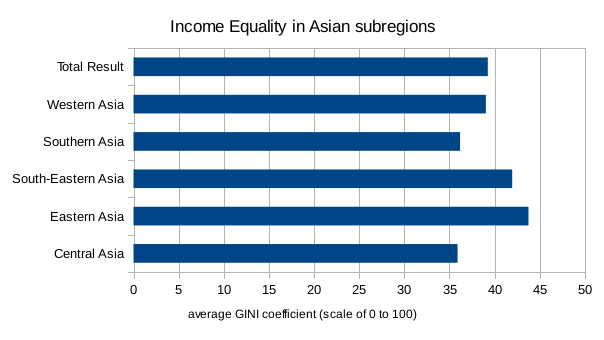 Income Equality in Asian subregions
Total Result
Western Asia
Southern Asia
South-Eastern Asia
Eastern Asia
Central Asia
0 5 10 15 20 25 30 35 40 45 50
average GINI coefficient (scale of 0 to 100)